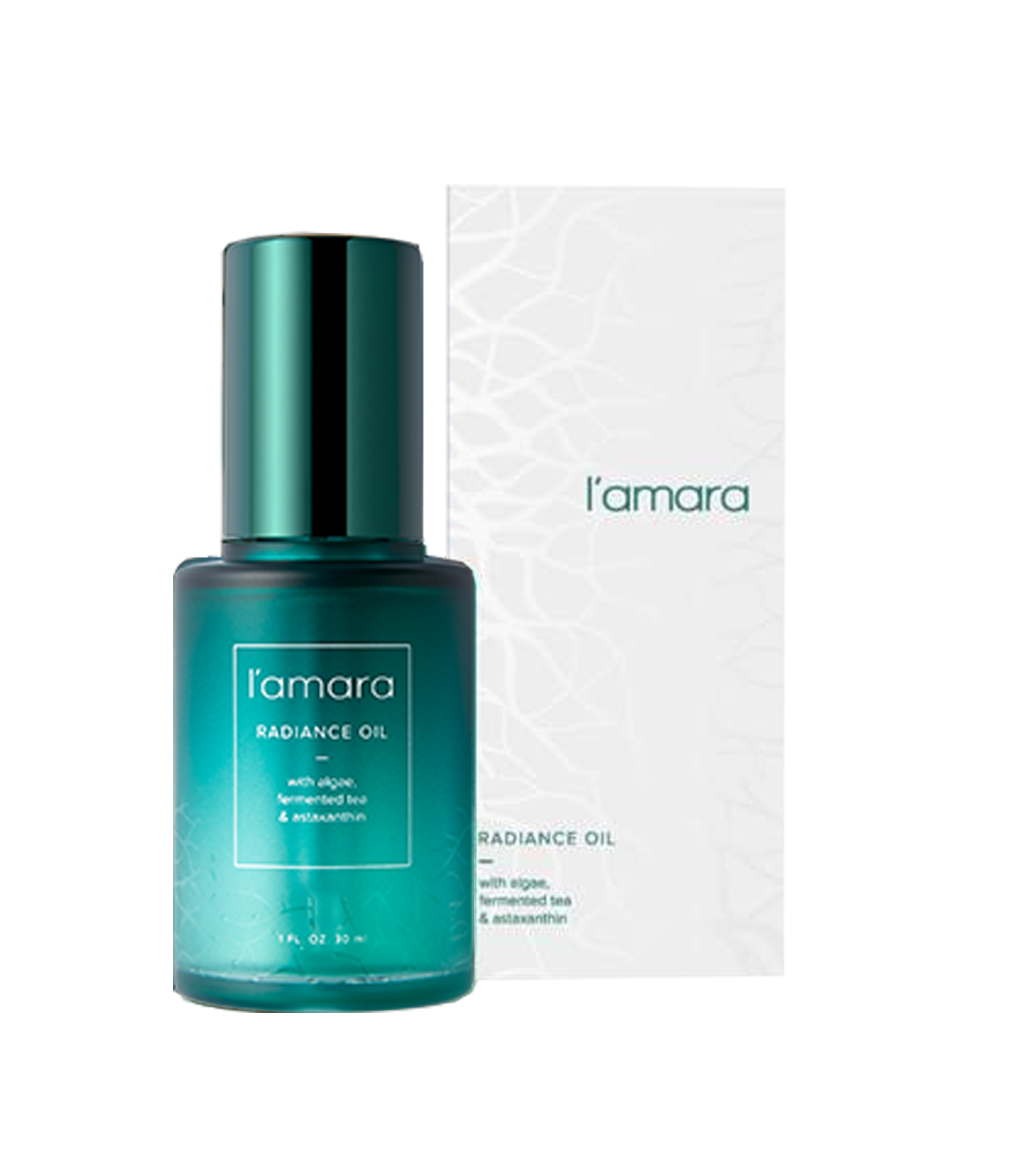 l'amara
RADIANCE OIL
with algae,
fermented tea
& astaxanthin
1 FL. OZ. 30 ml
l'amara
RADIANCE OIL
with algae,
fermented tea
& astaxanthin